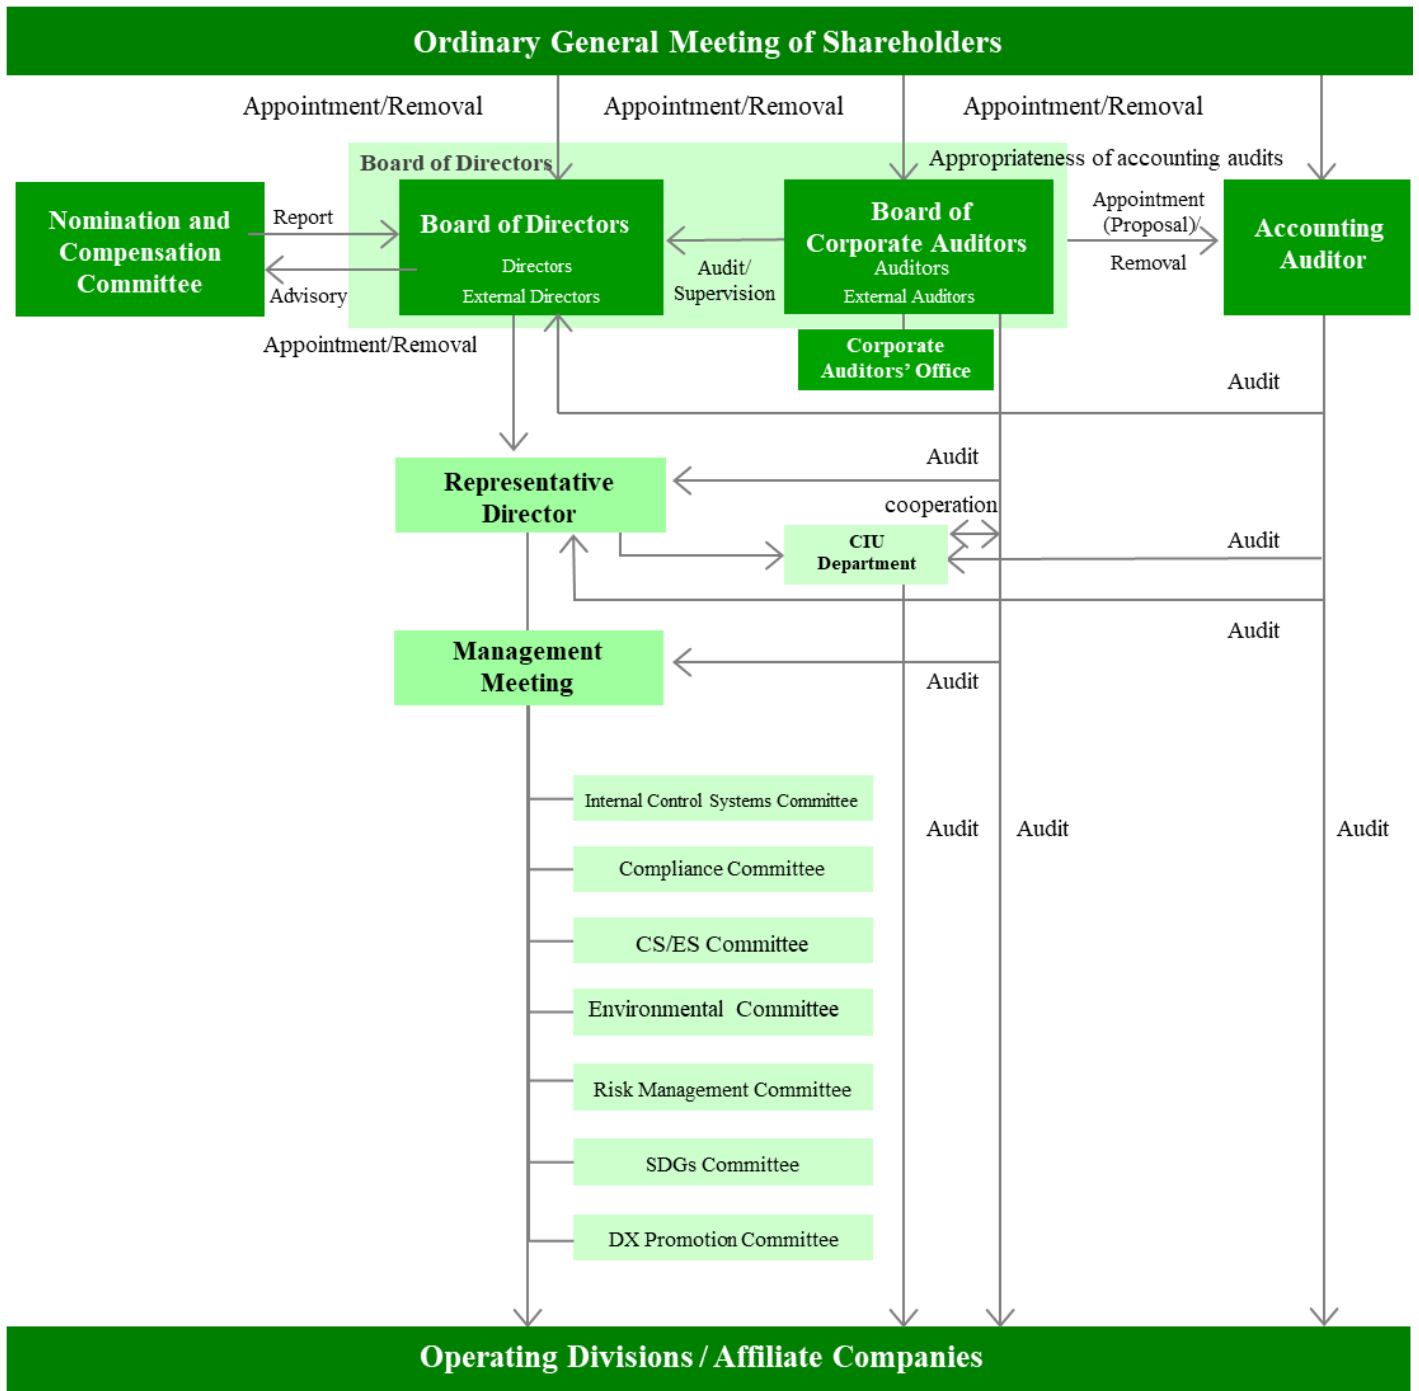 Ordinary General Meeting of Shareholders
Appointment/Removal
Appointment/Removal
Appointment/Removal
Board of Directors
Appropriateness of accounting audits
Nomination and
Compensation
Committee
Report
Advisory
Board of Directors
Directors
External Directors
Audit/
Supervision
Board of
Corporate Auditors
Auditors
External Auditors
Appointment
(Proposal)/
Removal
Accounting
Auditor
Appointment/Removal
Corporate
Auditors’ Office
Audit
Audit
Representative
Director
cooperation
CIU
Department
Audit
Audit
Management
Meeting
Audit
Internal Control Systems Committee
Audit
Audit
Audit
Compliance Committee
CS/ES Committee
Environmental Committee
Risk Management Committee
SDGs Committee
DX Promotion Committee
Operating Divisions / Affiliate Companies